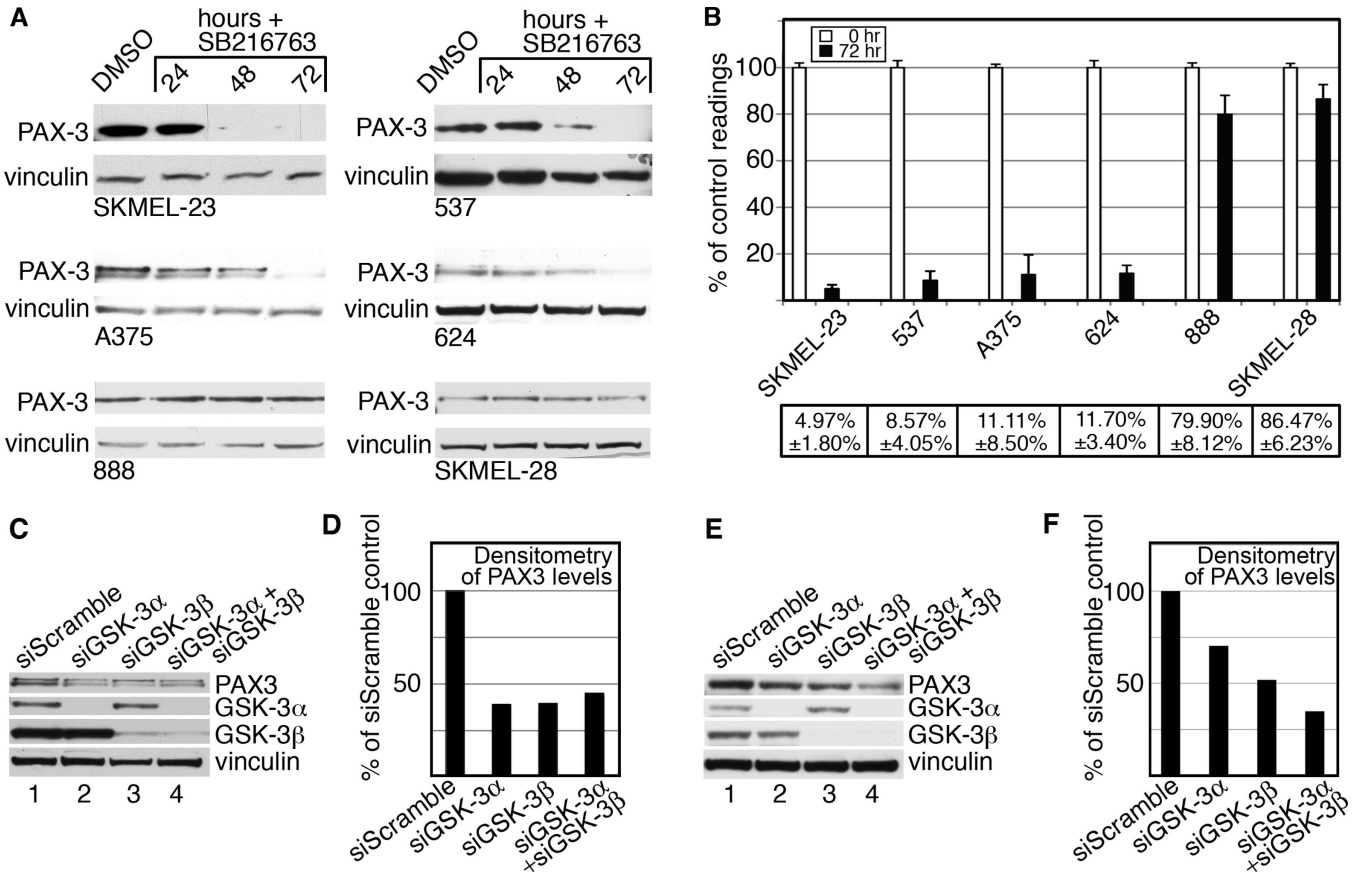 A
hours +
SB216763
DMSO
24
48
72
PAX-3
vinculin
SKMEL-23
hours +
SB216763
DMSO
24
48
72
PAX-3
vinculin
537
PAX-3
vinculin
A375
PAX-3
vinculin
624
PAX-3
vinculin
888
PAX-3
vinculin
SKMEL-28
B
0 hr
72 hr
% of control readings
100
80
60
40
20
SKMEL-23
537
A375
624
888
SKMEL-28
4.97%
±1.80%
8.57%
±4.05%
11.11%
±8.50%
11.70%
±3.40%
79.90%
±8.12%
86.47%
±6.23%
C
siScramble
siGSK-3α
siGSK-3β
siGSK-3α +
siGSK-3β
PAX3
GSK-3α
GSK-3β
vinculin
1 2 3 4
D
% of siScramble control
Densitometry
of PAX3 levels
100
50
siScramble
siGSK-3α
siGSK-3β
siGSK-3α
+siGSK-3β
E
siScramble
siGSK-3α
siGSK-3β
siGSK-3α +
siGSK-3β
PAX3
GSK-3α
GSK-3β
vinculin
1 2 3 4
F
% of siScramble control
Densitometry
of PAX3 levels
100
50
siScramble
siGSK-3α
siGSK-3β
siGSK-3α
+siGSK-3β